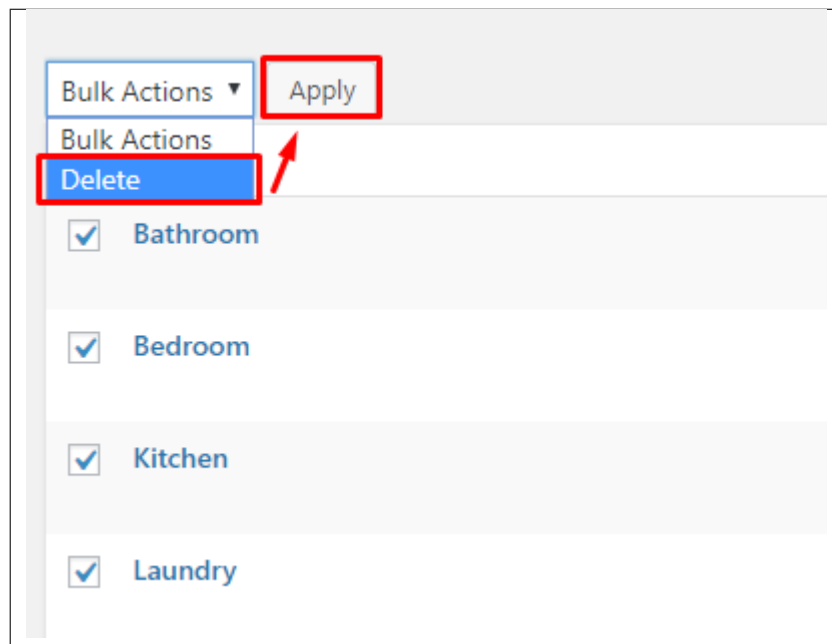 Bulk Actions ▼ Apply
Bulk Actions
Delete
Bathroom
Bedroom
Kitchen
Laundry